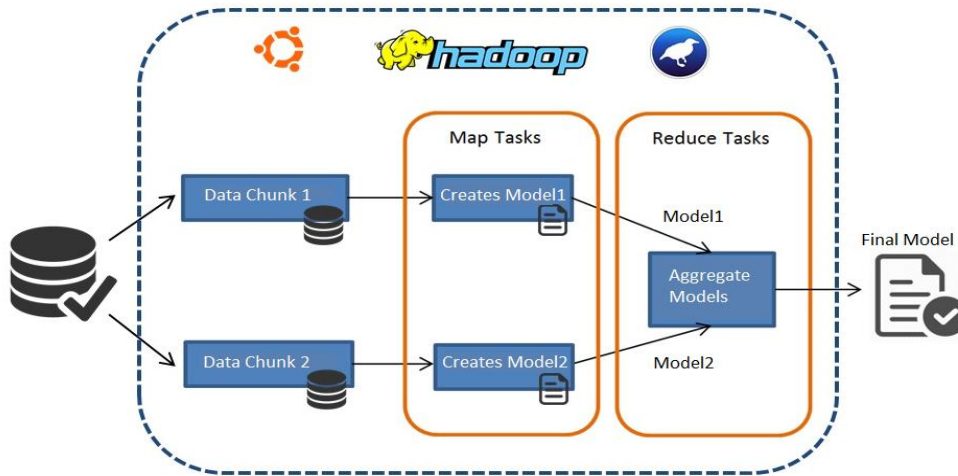 hadoop
Map Tasks
Reduce Tasks
Data Chunk 1
Creates Model1
Model1
Final Model
Aggregate
Models
Data Chunk 2
Creates Model2
Model2